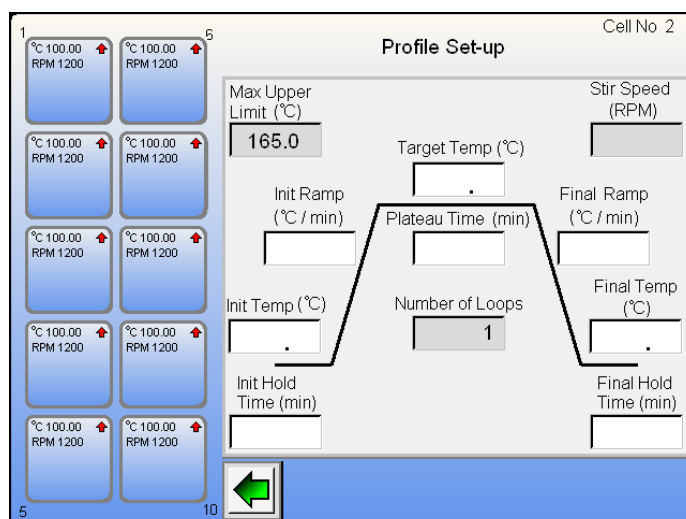 1
6
℃ 100.00
RPM 1200
℃ 100.00
RPM 1200
℃ 100.00
RPM 1200
℃ 100.00
RPM 1200
℃ 100.00
RPM 1200
℃ 100.00
RPM 1200
℃ 100.00
RPM 1200
℃ 100.00
RPM 1200
℃ 100.00
RPM 1200
℃ 100.00
RPM 1200
5
10
Cell No 2
Profile Set-up
Max Upper
Limit (℃)
165.0
Stir Speed
(RPM)
Target Temp (℃)
.
Init Ramp
(℃ / min)
Plateau Time (min)
Final Ramp
(℃ / min)
Init Temp (℃)
.
Number of Loops
1
Final Temp
(℃)
.
Init Hold
Time (min)
Final Hold
Time (min)